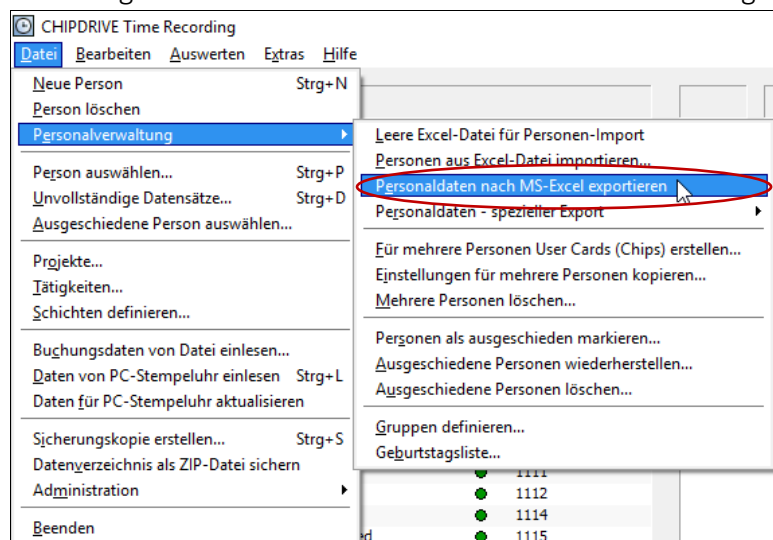 CHIPDRIVE Time Recording
Datei Bearbeiten Auswerten Extras Hilfe
Neue Person Strg+N
Person löschen
Personalverwaltung
Person auswählen... Strg+P
Unvollständige Datensätze... Strg+D
Ausgeschiedene Person auswählen...
Projekte...
Tätigkeiten...
Schichten definieren...
Buchungsdaten von Datei einlesen...
Daten von PC-Stempeluhr einlesen Strg+L
Daten für PC-Stempeluhr aktualisieren
Sicherungskopie erstellen... Strg+S
Datenverzeichnis als ZIP-Datei sichern
Administration
Beenden
Leere Excel-Datei für Personen-Import
Personen aus Excel-Datei importieren...
Personaldaten nach MS-Excel exportieren
Personaldaten - spezieller Export
Für mehrere Personen User Cards (Chips) erstellen...
Einstellungen für mehrere Personen kopieren...
Mehrere Personen löschen...
Personen als ausgeschieden markieren...
Ausgeschiedene Personen wiederherstellen...
Ausgeschiedene Personen löschen...
Gruppen definieren...
Geburtstagsliste...
1111
1112
1114
1115